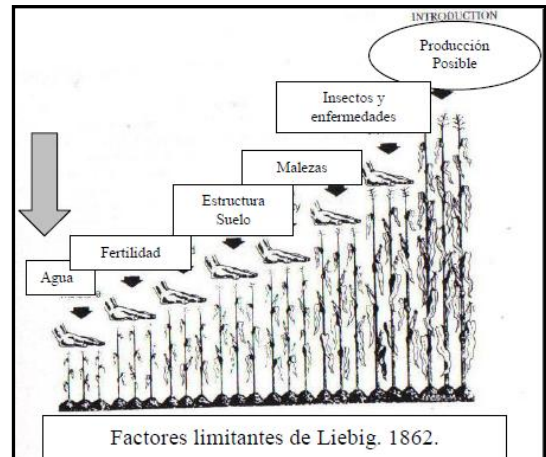 INTRODUCTION
Producción
Posible
Insectos y
enfermedades
Malezas
Estructura
Suelo
Fertilidad
Agua
Factores limitantes de Liebig. 1862.